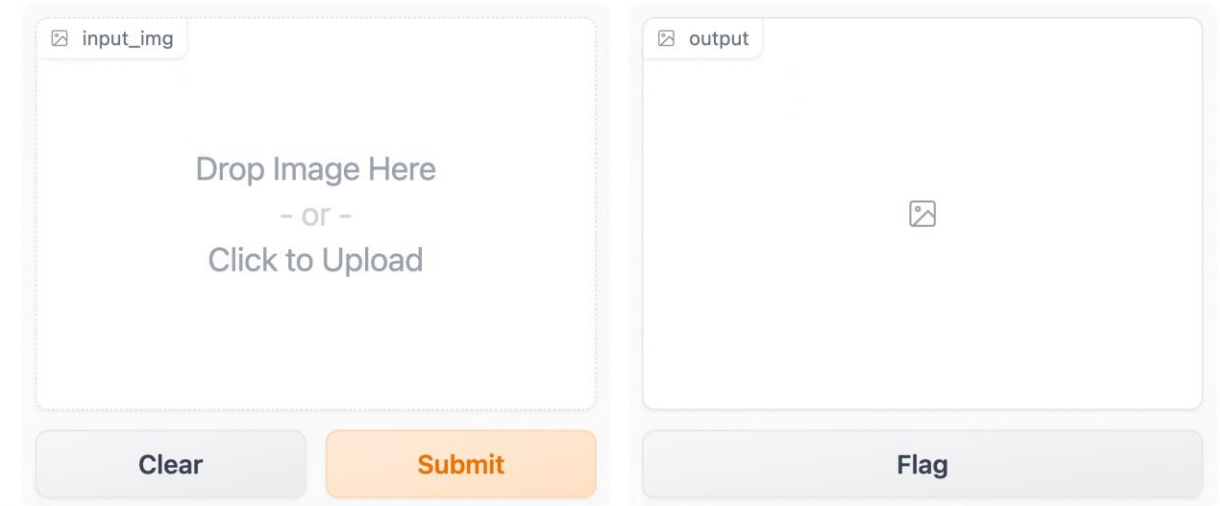 input_img
Drop Image Here
- or -
Click to Upload
Clear
Submit
output
Flag